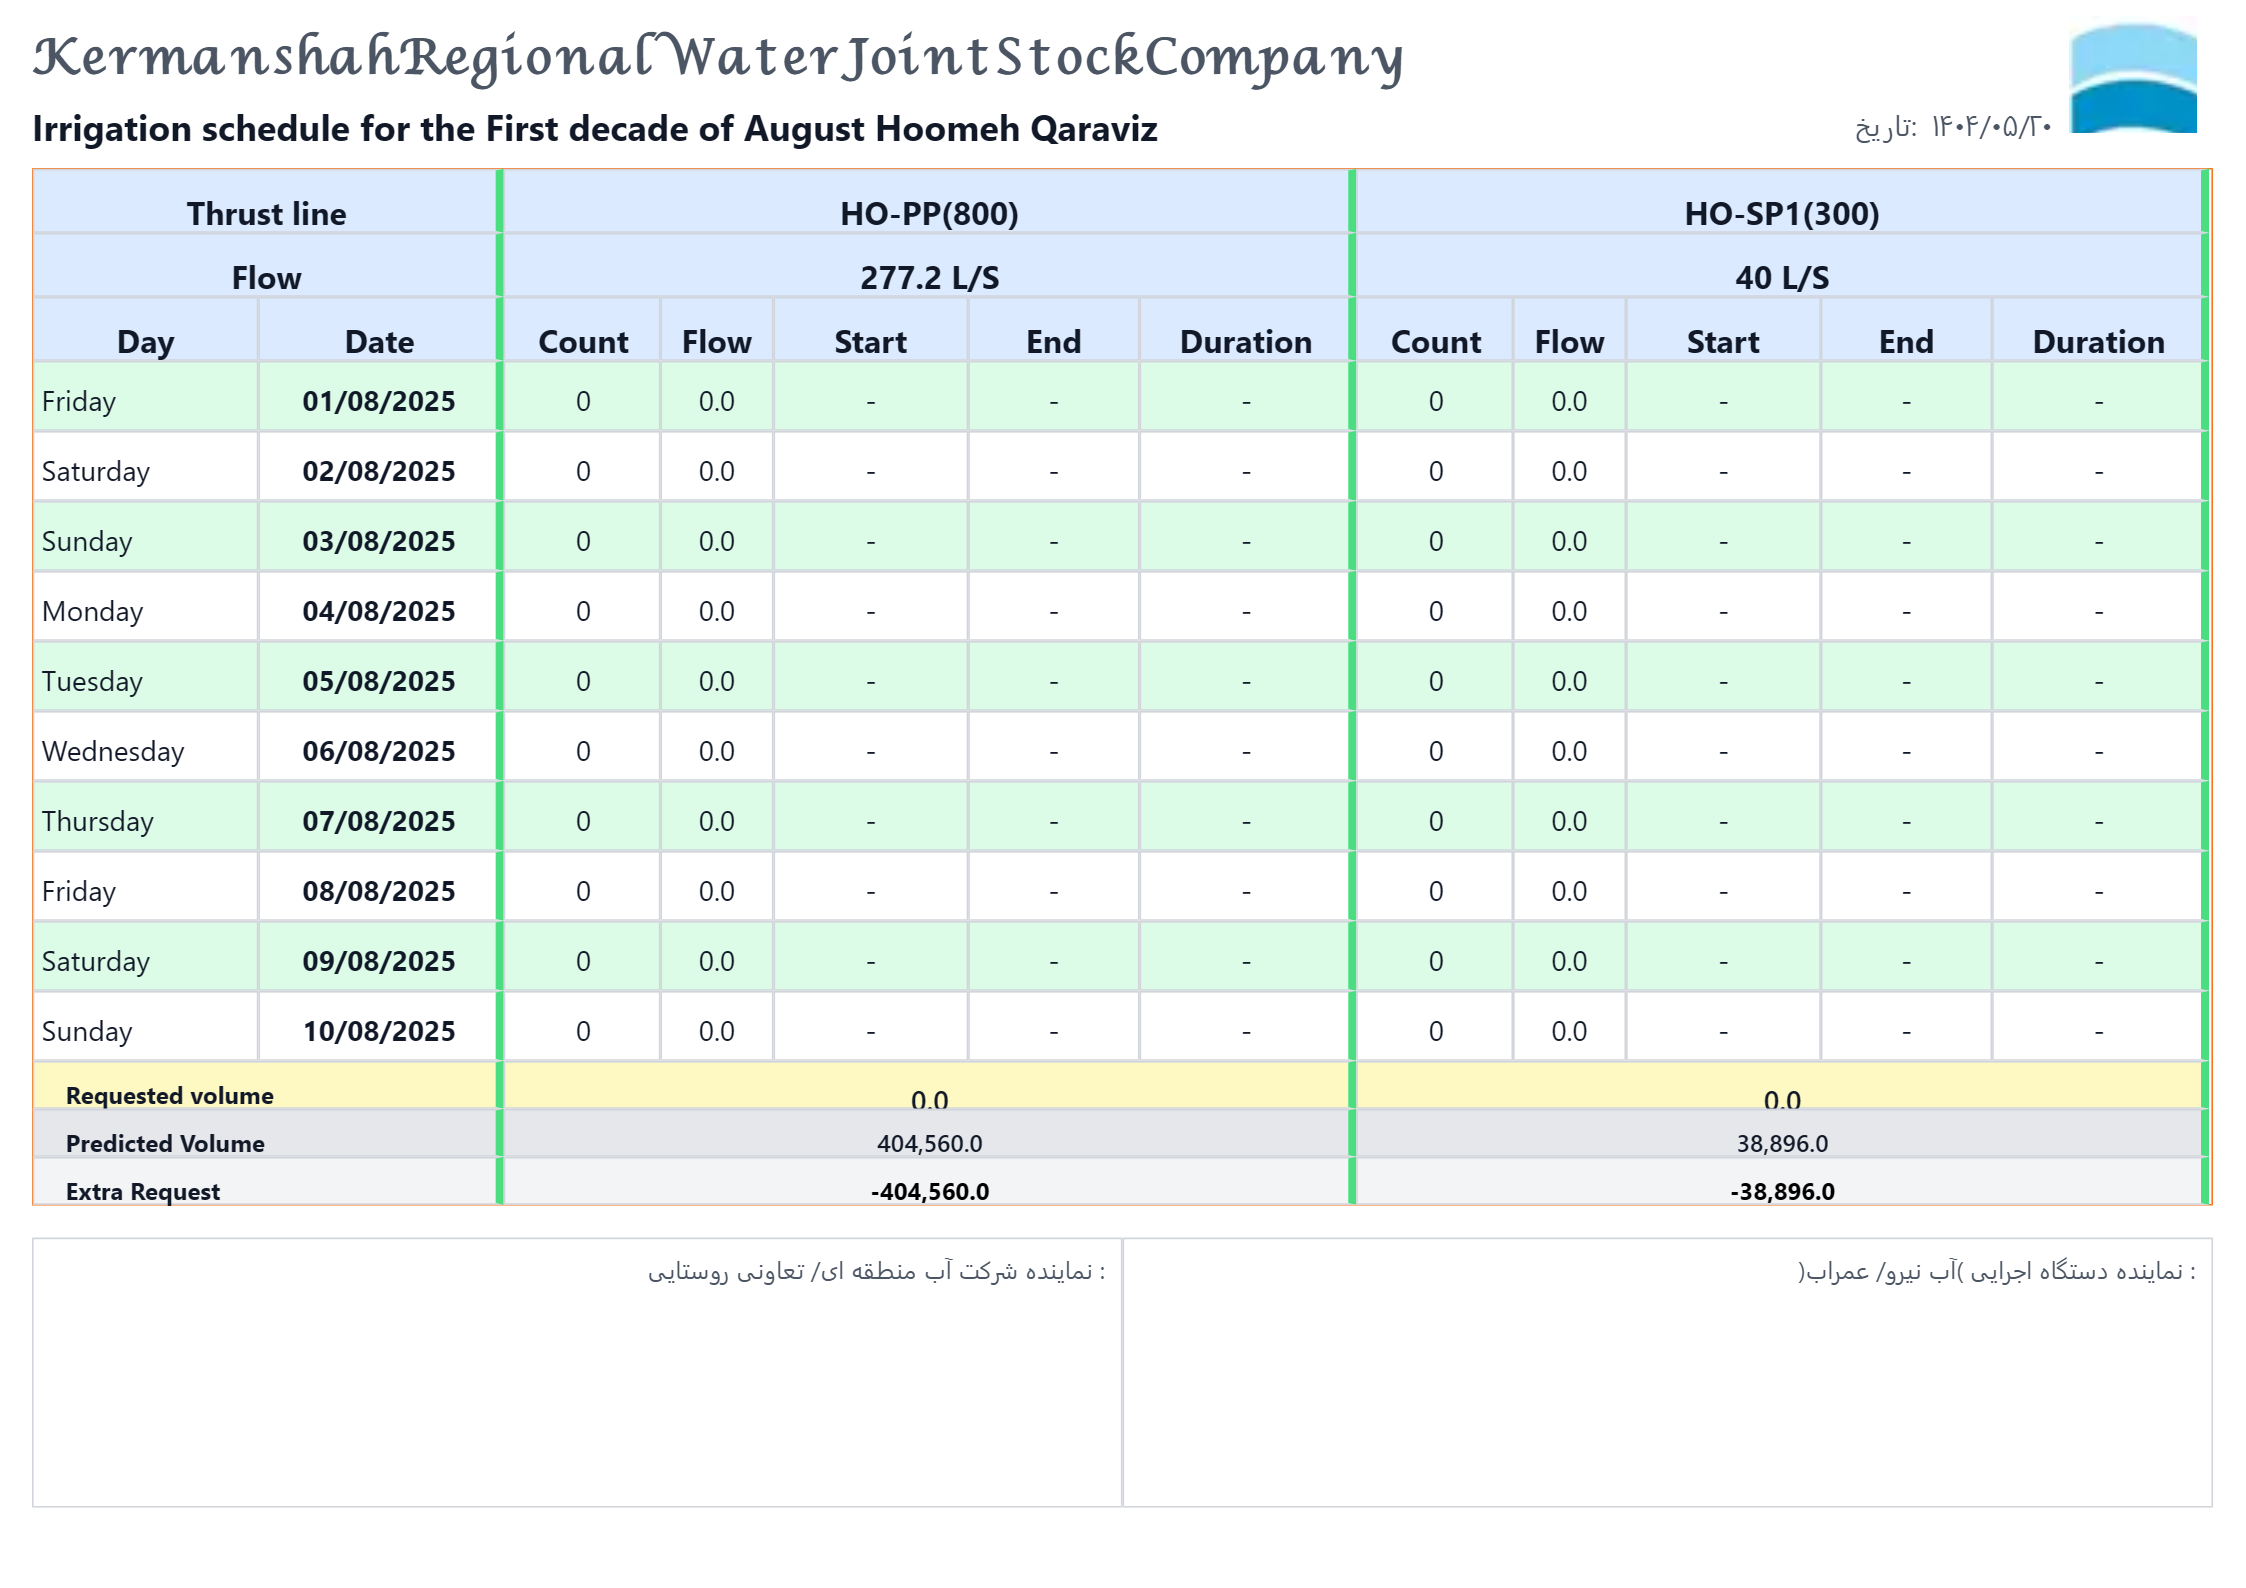 KermanshahRegionalWaterJointStockCompany
Irrigation schedule for the First decade of August Hoomeh Qaraviz
تاریخ: ۱۴۰۴/۰۵/۲۰
Thrust line HO-PP(800) HO-SP1(300)
Flow 277.2 L/S 40 L/S
Day Date Count Flow Start End Duration Count Flow Start End Duration
Friday 01/08/2025 0 0.0 - - - 0 0.0 - - -
Saturday 02/08/2025 0 0.0 - - - 0 0.0 - - -
Sunday 03/08/2025 0 0.0 - - - 0 0.0 - - -
Monday 04/08/2025 0 0.0 - - - 0 0.0 - - -
Tuesday 05/08/2025 0 0.0 - - - 0 0.0 - - -
Wednesday 06/08/2025 0 0.0 - - - 0 0.0 - - -
Thursday 07/08/2025 0 0.0 - - - 0 0.0 - - -
Friday 08/08/2025 0 0.0 - - - 0 0.0 - - -
Saturday 09/08/2025 0 0.0 - - - 0 0.0 - - -
Sunday 10/08/2025 0 0.0 - - - 0 0.0 - - -
Requested volume 0.0 0.0
Predicted Volume 404,560.0 38,896.0
Extra Request -404,560.0 -38,896.0
: نماینده شرکت آب منطقه ای/ تعاونی روستایی
: نماینده دستگاه اجرایی )آب نیرو/ عمراب(